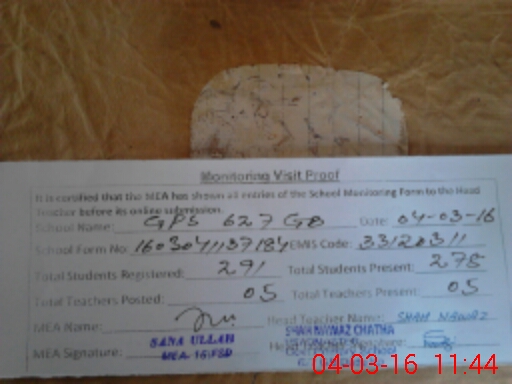 Monitoring Visit Proof
It is certified that the MEA has shown all entries of the School Monitoring Form to the Head
Teacher before its online submission.
School Name: GPS 627 GB Date: 04-03-16
School Form No: EMIS Code: 33120311
Total Students Registered: 291 Total Students Present: 275
Total Teachers Posted: 05 Total Teachers Present: 05
MEA Name: Head Teacher Name: SHAH NAWAZ
SANA ULLAH SHAH NAWAZ CHATHA
MEA Signature: MEA-16 FSD Head Teacher Signature:
04-03-16 11:44